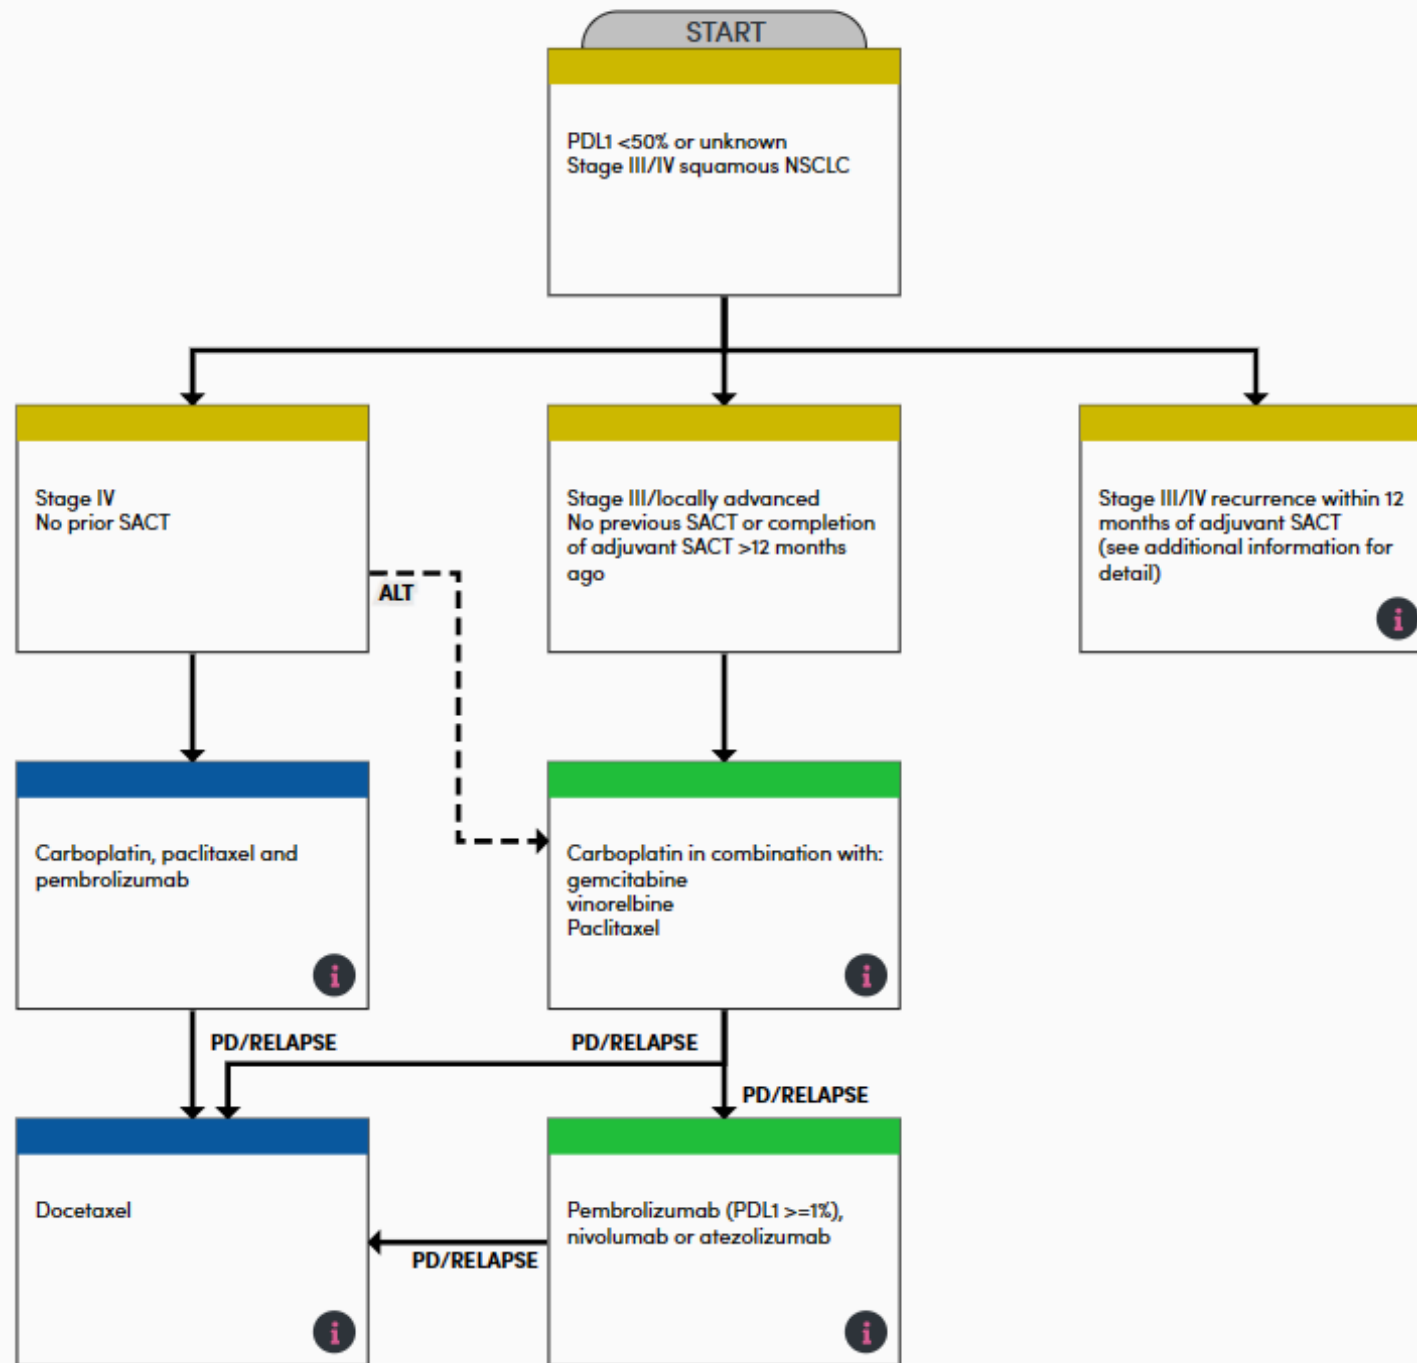 START
PDL1 <50% or unknown
Stage III/IV squamous NSCLC
Stage IV
No prior SACT
ALT
Stage III/locally advanced
No previous SACT or completion
of adjuvant SACT >12 months
ago
Stage III/IV recurrence within 12
months of adjuvant SACT
(see additional information for
detail)
i
Carboplatin, paclitaxel and
pembrolizumab
i
Carboplatin in combination with:
gemcitabine
vinorelbine
Paclitaxel
i
PD/RELAPSE
PD/RELAPSE
PD/RELAPSE
Docetaxel
i
PD/RELAPSE
Pembrolizumab (PDL1 >=1%),
nivolumab or atezolizumab
i